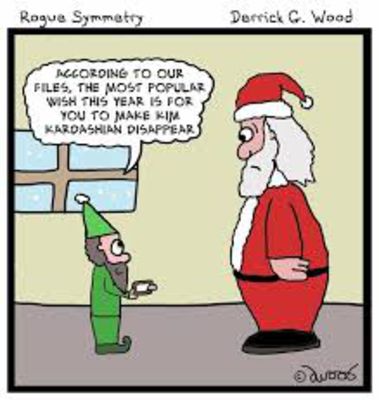 Rogue Symmetry
Derrick G. Wood
ACCORDING TO OUR
FILES, THE MOST POPULAR
WISH THIS YEAR IS FOR
YOU TO MAKE KIM
KARDASHIAN DISAPPEAR
©DWOOD